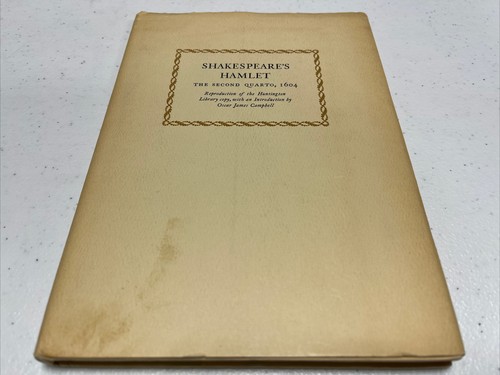 SHAKESPEARE'S
HAMLET
THE SECOND QUARTO, 1604
Reproduction of the Huntington
Library copy, with an Introduction by
Oscar James Campbell